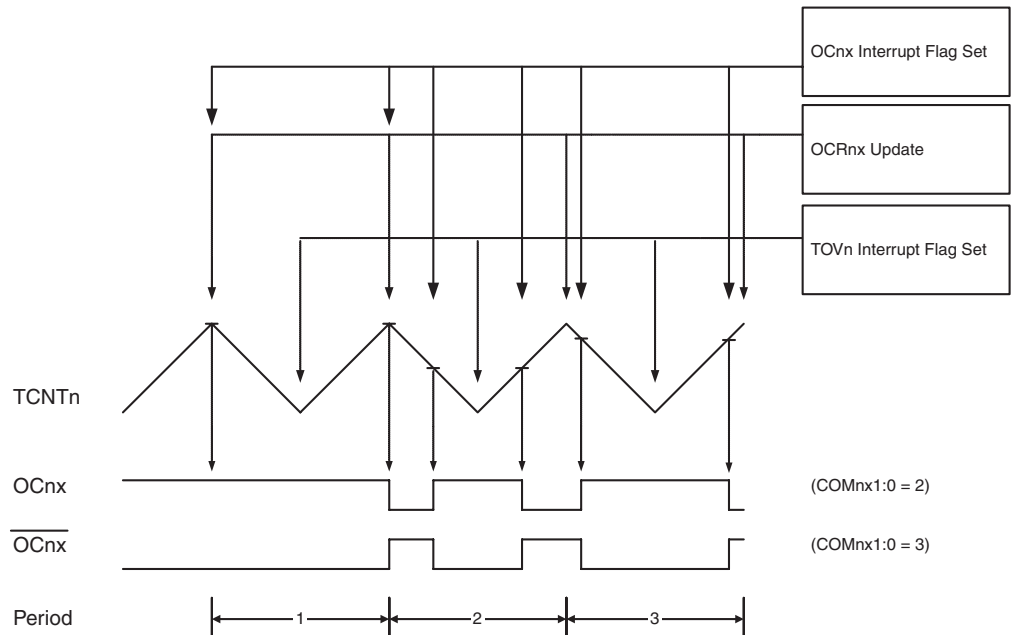 OCnx Interrupt Flag Set
OCRnx Update
TOVn Interrupt Flag Set
TCNTn
OCnx
(COMnx1:0 = 2)
OCnx
(COMnx1:0 = 3)
Period
1
2
3